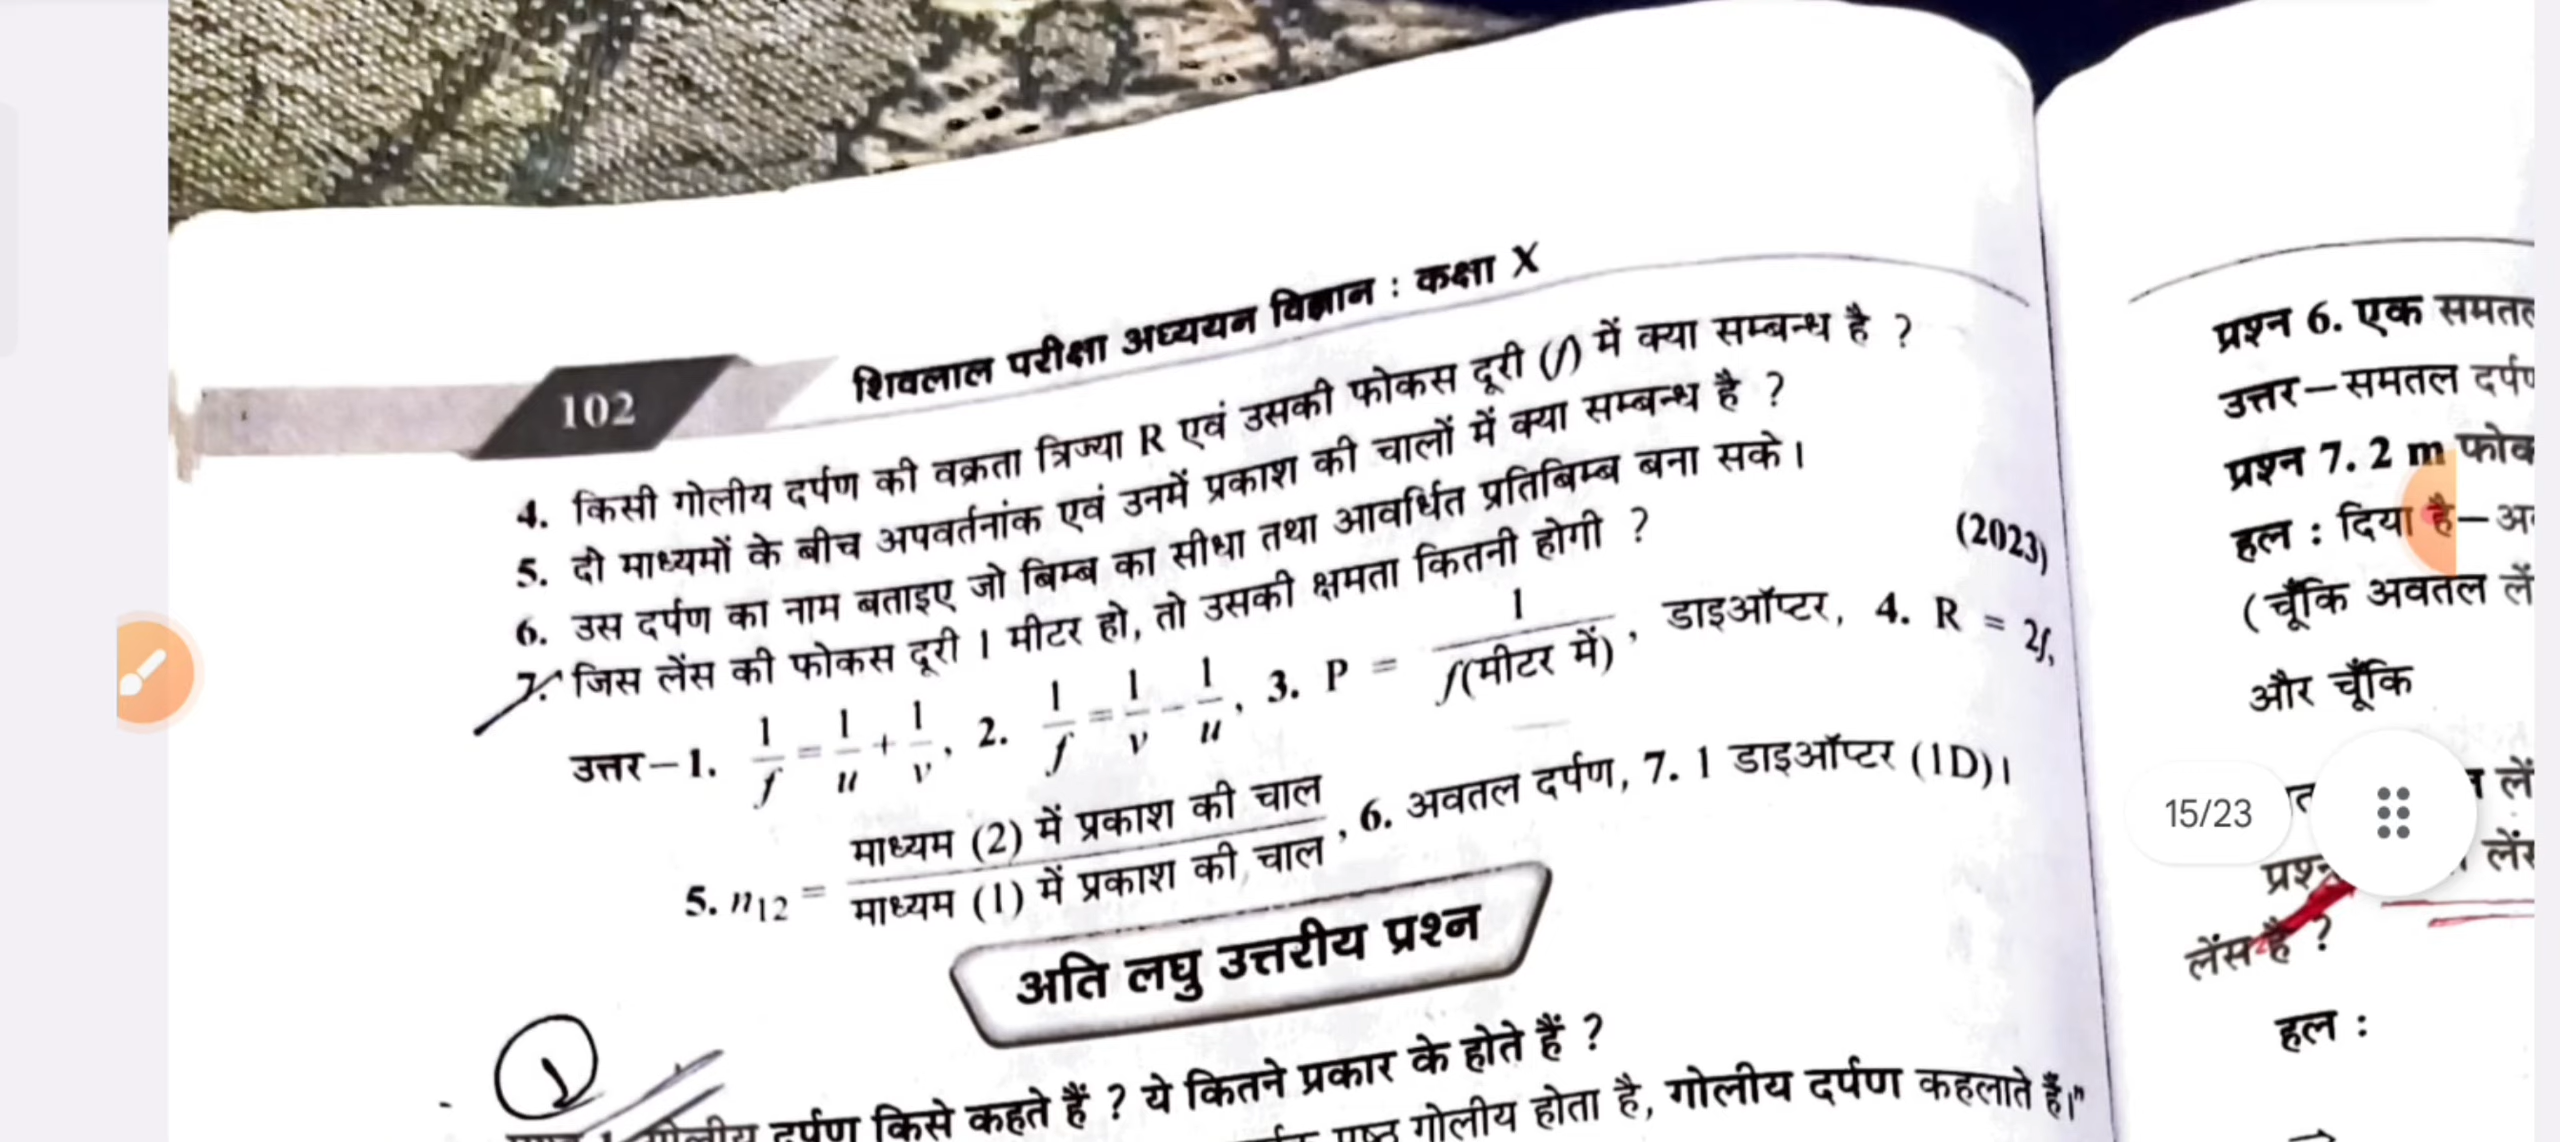 शिवलाल परीक्षा अध्ययन विज्ञान : कक्षा X
102
4. किसी गोलीय दर्पण की वक्रता त्रिज्या R एवं उसकी फोकस दूरी (f) में क्या सम्बन्ध है ?
5. दो माध्यमों के बीच अपवर्तनांक एवं उनमें प्रकाश की चालों में क्या सम्बन्ध है ?
6. उस दर्पण का नाम बताइए जो बिम्ब का सीधा तथा आवर्धित प्रतिबिम्ब बना सके।
7. जिस लेंस की फोकस दूरी 1 मीटर हो, तो उसकी क्षमता कितनी होगी ? (2023)
उत्तर–1. 1/f = 1/u + 1/v, 2. 1/f = 1/v - 1/u, 3. P = 1/f(मीटर में), डाइऑप्टर, 4. R = 2f,
5. n12 = माध्यम (2) में प्रकाश की चाल/माध्यम (1) में प्रकाश की चाल, 6. अवतल दर्पण, 7. 1 डाइऑप्टर (1D)।
अति लघु उत्तरीय प्रश्न
1
दर्पण किसे कहते हैं ? ये कितने प्रकार के होते हैं ?
गोलीय होता है, गोलीय दर्पण कहलाते हैं।"
प्रश्न 6. एक समतल
उत्तर–समतल दर्पण
प्रश्न 7. 2 m फोक
हल : दिया है–
(चूँकि अवतल लें
और चूँकि
15/23
लें
प्रश्न
लेंस है ?
हल :